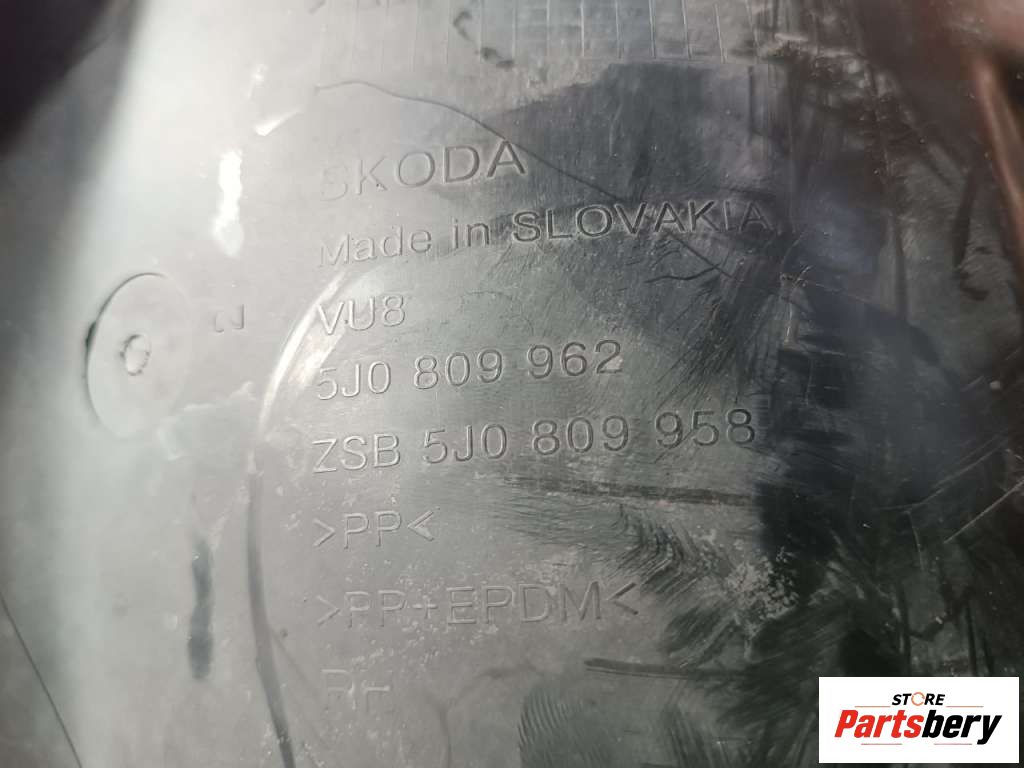 SKODA
Made in SLOVAKIA
VU8
5J0 809 962
ZSB 5J0 809 958
>PP<
>PP+EPDM<
STORE
Partsbery